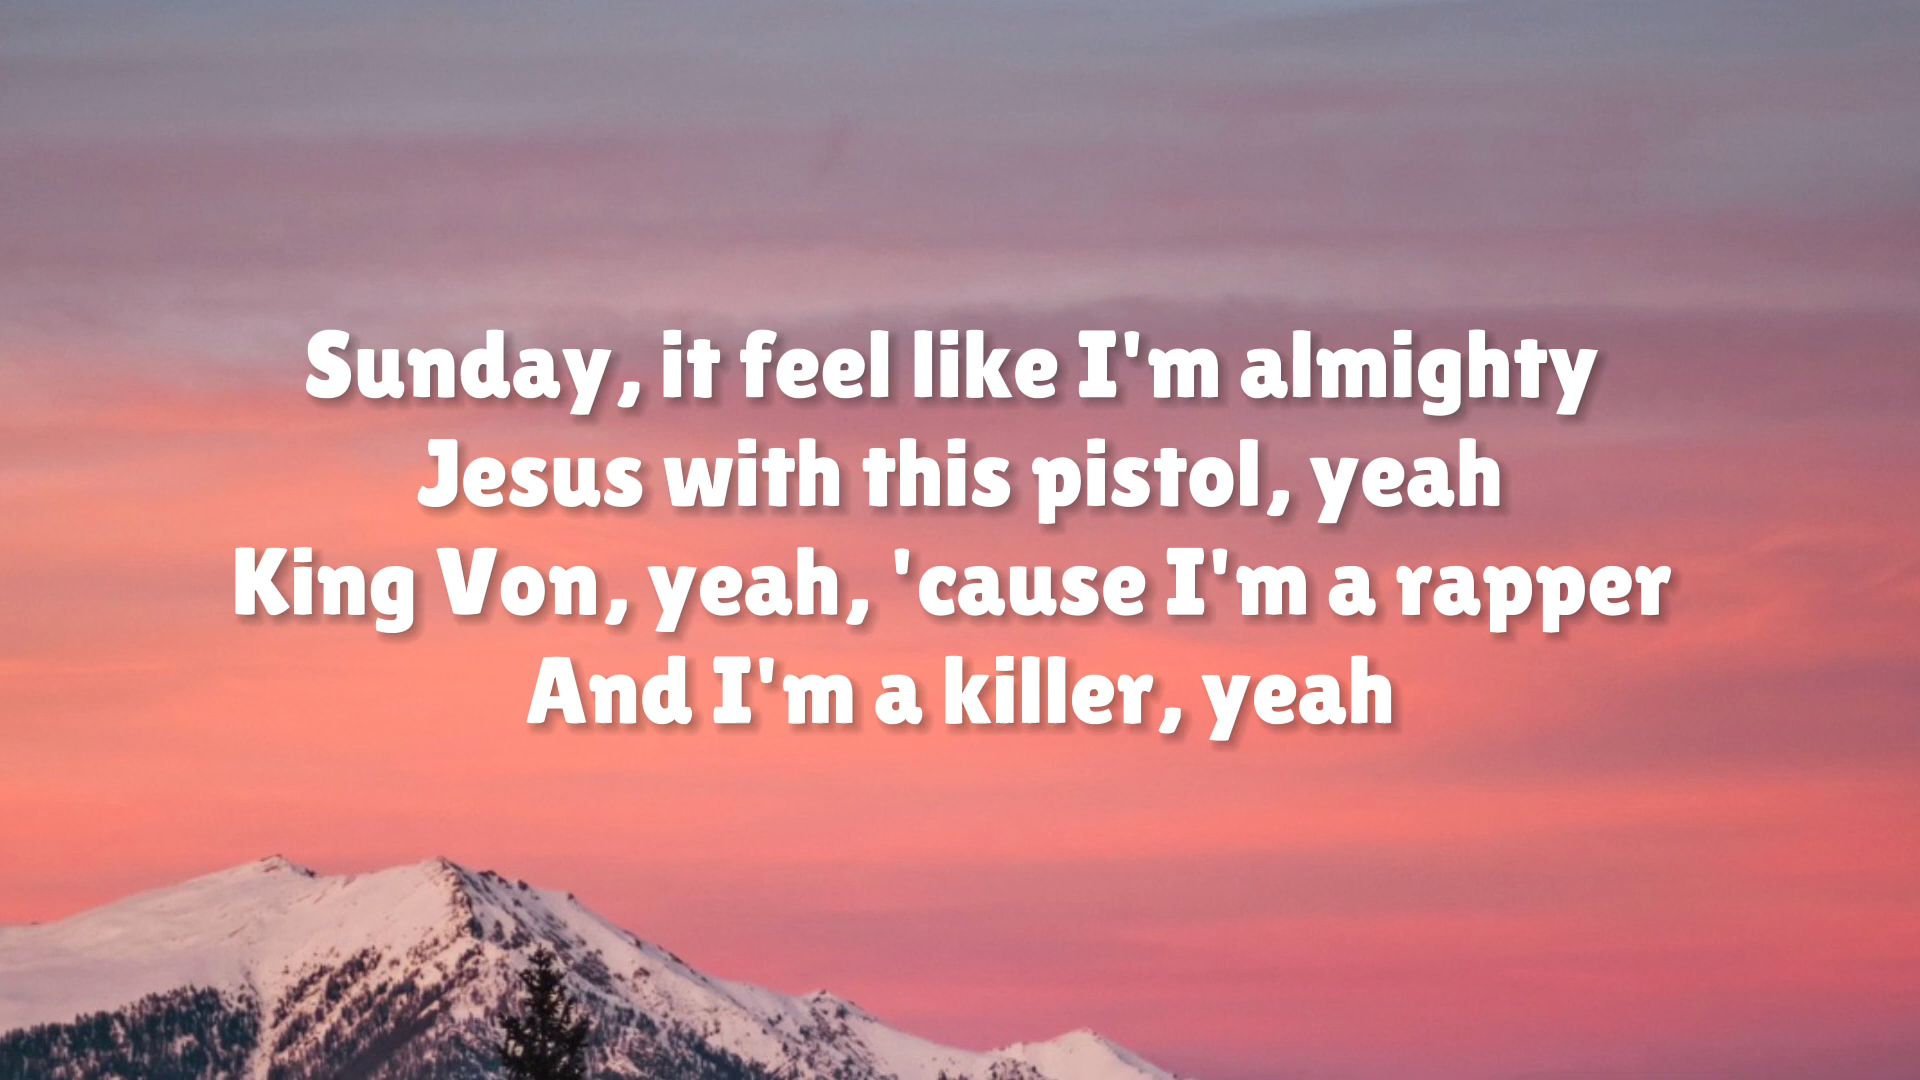 Sunday, it feel like I'm almighty
Jesus with this pistol, yeah
King Von, yeah, 'cause I'm a rapper
And I'm a killer, yeah